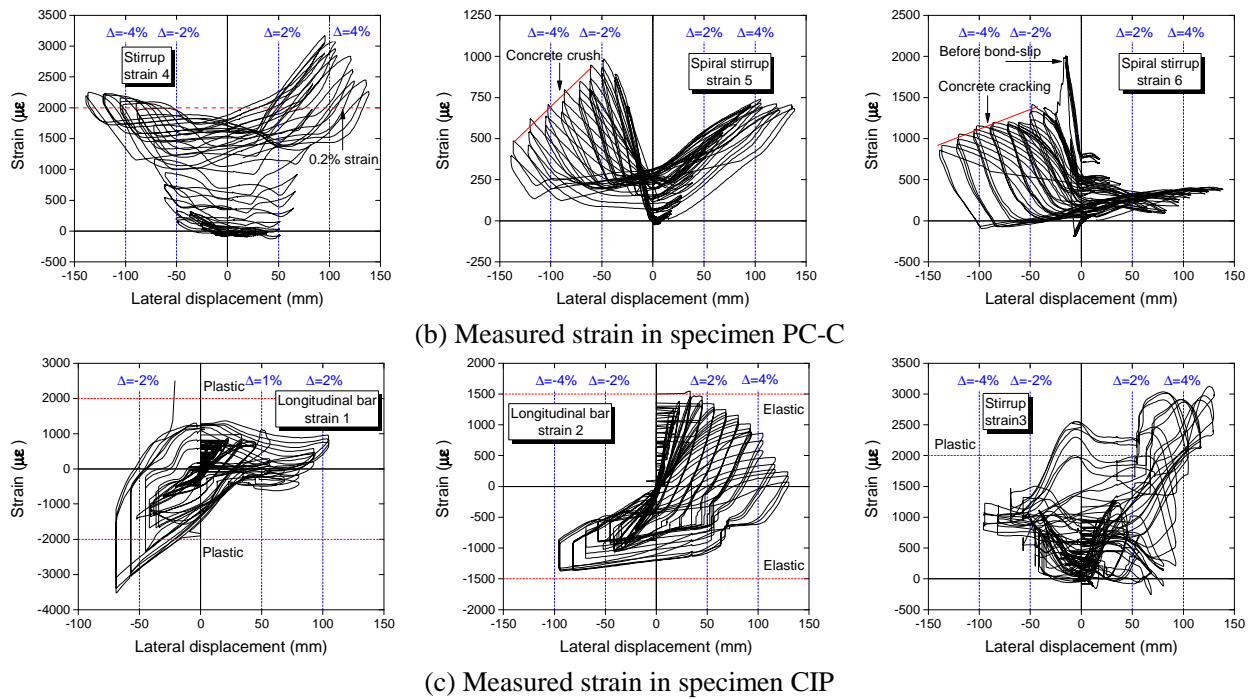 Δ=-4% Δ=-2% Δ=2% Δ=4%
Stirrup
strain 4
0.2% strain
Strain (με)
3500
3000
2500
2000
1500
1000
500
0
-500
-150 -100 -50 0 50 100 150
Lateral displacement (mm)
Δ=-4% Δ=-2% Δ=2% Δ=4%
Concrete crush
Spiral stirrup
strain 5
Strain (με)
1250
1000
750
500
250
0
-250
-150 -100 -50 0 50 100 150
Lateral displacement (mm)
Δ=-4% Δ=-2% Δ=2% Δ=4%
Before bond-slip
Spiral stirrup
strain 6
Concrete cracking
Strain (με)
2500
2000
1500
1000
500
0
-500
-150 -100 -50 0 50 100 150
Lateral displacement (mm)
(b) Measured strain in specimen PC-C
Δ=-2% Δ=1% Δ=2%
Plastic
Longitudinal bar
strain 1
Plastic
Strain (με)
3000
2000
1000
0
-1000
-2000
-3000
-4000
-100 -50 0 50 100 150
Lateral displacement (mm)
Δ=-4% Δ=-2% Δ=2% Δ=4%
Elastic
Longitudinal bar
strain 2
Elastic
Strain (με)
2000
1500
1000
500
0
-500
-1000
-1500
-2000
-150 -100 -50 0 50 100 150
Lateral displacement (mm)
Δ=-4% Δ=-2% Δ=2% Δ=4%
Stirrup
strain3
Plastic
Strain (με)
3500
3000
2500
2000
1500
1000
500
0
-500
-150 -100 -50 0 50 100 150
Lateral displacement (mm)
(c) Measured strain in specimen CIP